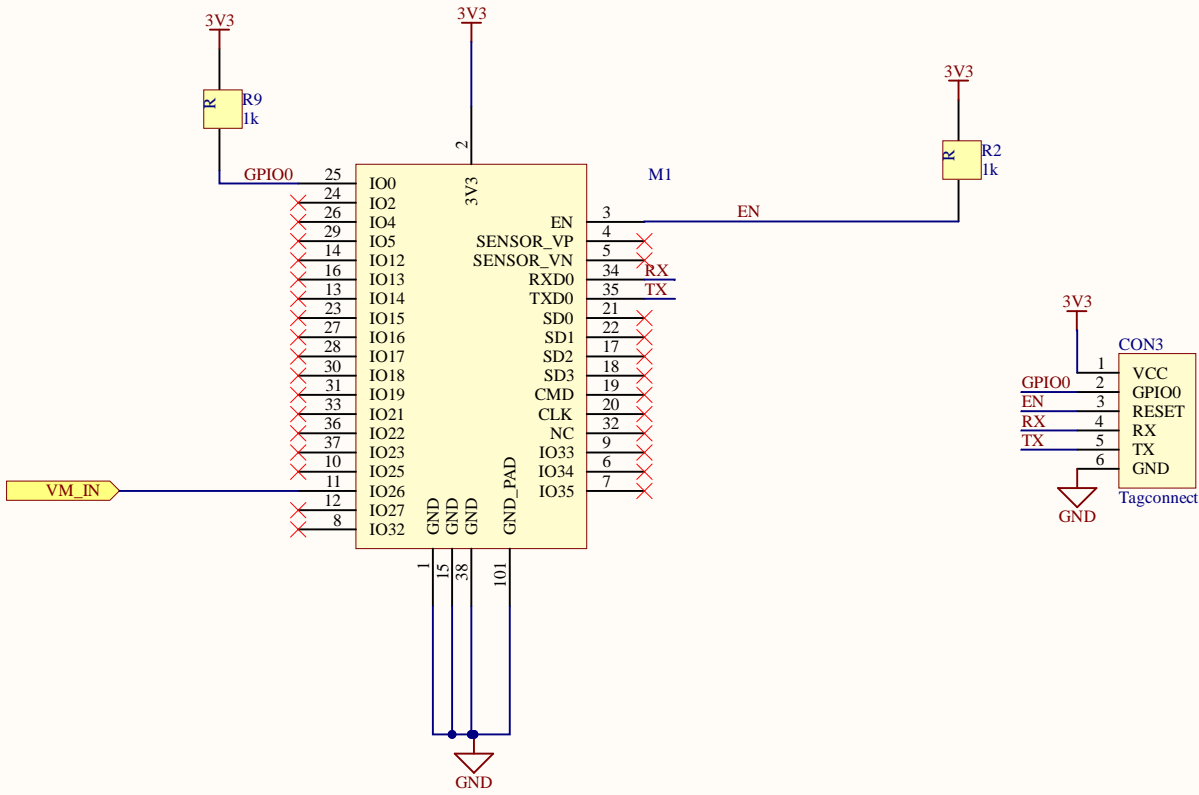 3V3
R
R9
1k
GPIO0
3V3
2
3V3
M1
3V3
R
R2
1k
EN
25 IO0
24 IO2
26 IO4
29 IO5
14 IO12
16 IO13
13 IO14
23 IO15
27 IO16
28 IO17
30 IO18
31 IO19
33 IO21
36 IO22
37 IO23
10 IO25
VM_IN 11 IO26
12 IO27
8 IO32
EN 3
SENSOR_VP 4
SENSOR_VN 5
RXD0 34 RX
TXD0 35 TX
SD0 21
SD1 22
SD2 17
SD3 18
CMD 19
CLK 20
NC 32
IO33 9
IO34 6
IO35 7
GND GND GND GND_PAD
1 15 38 101
GND
3V3
CON3
1 VCC
GPIO0 2 GPIO0
EN 3 RESET
RX 4 RX
TX 5 TX
6 GND
Tagconnect
GND